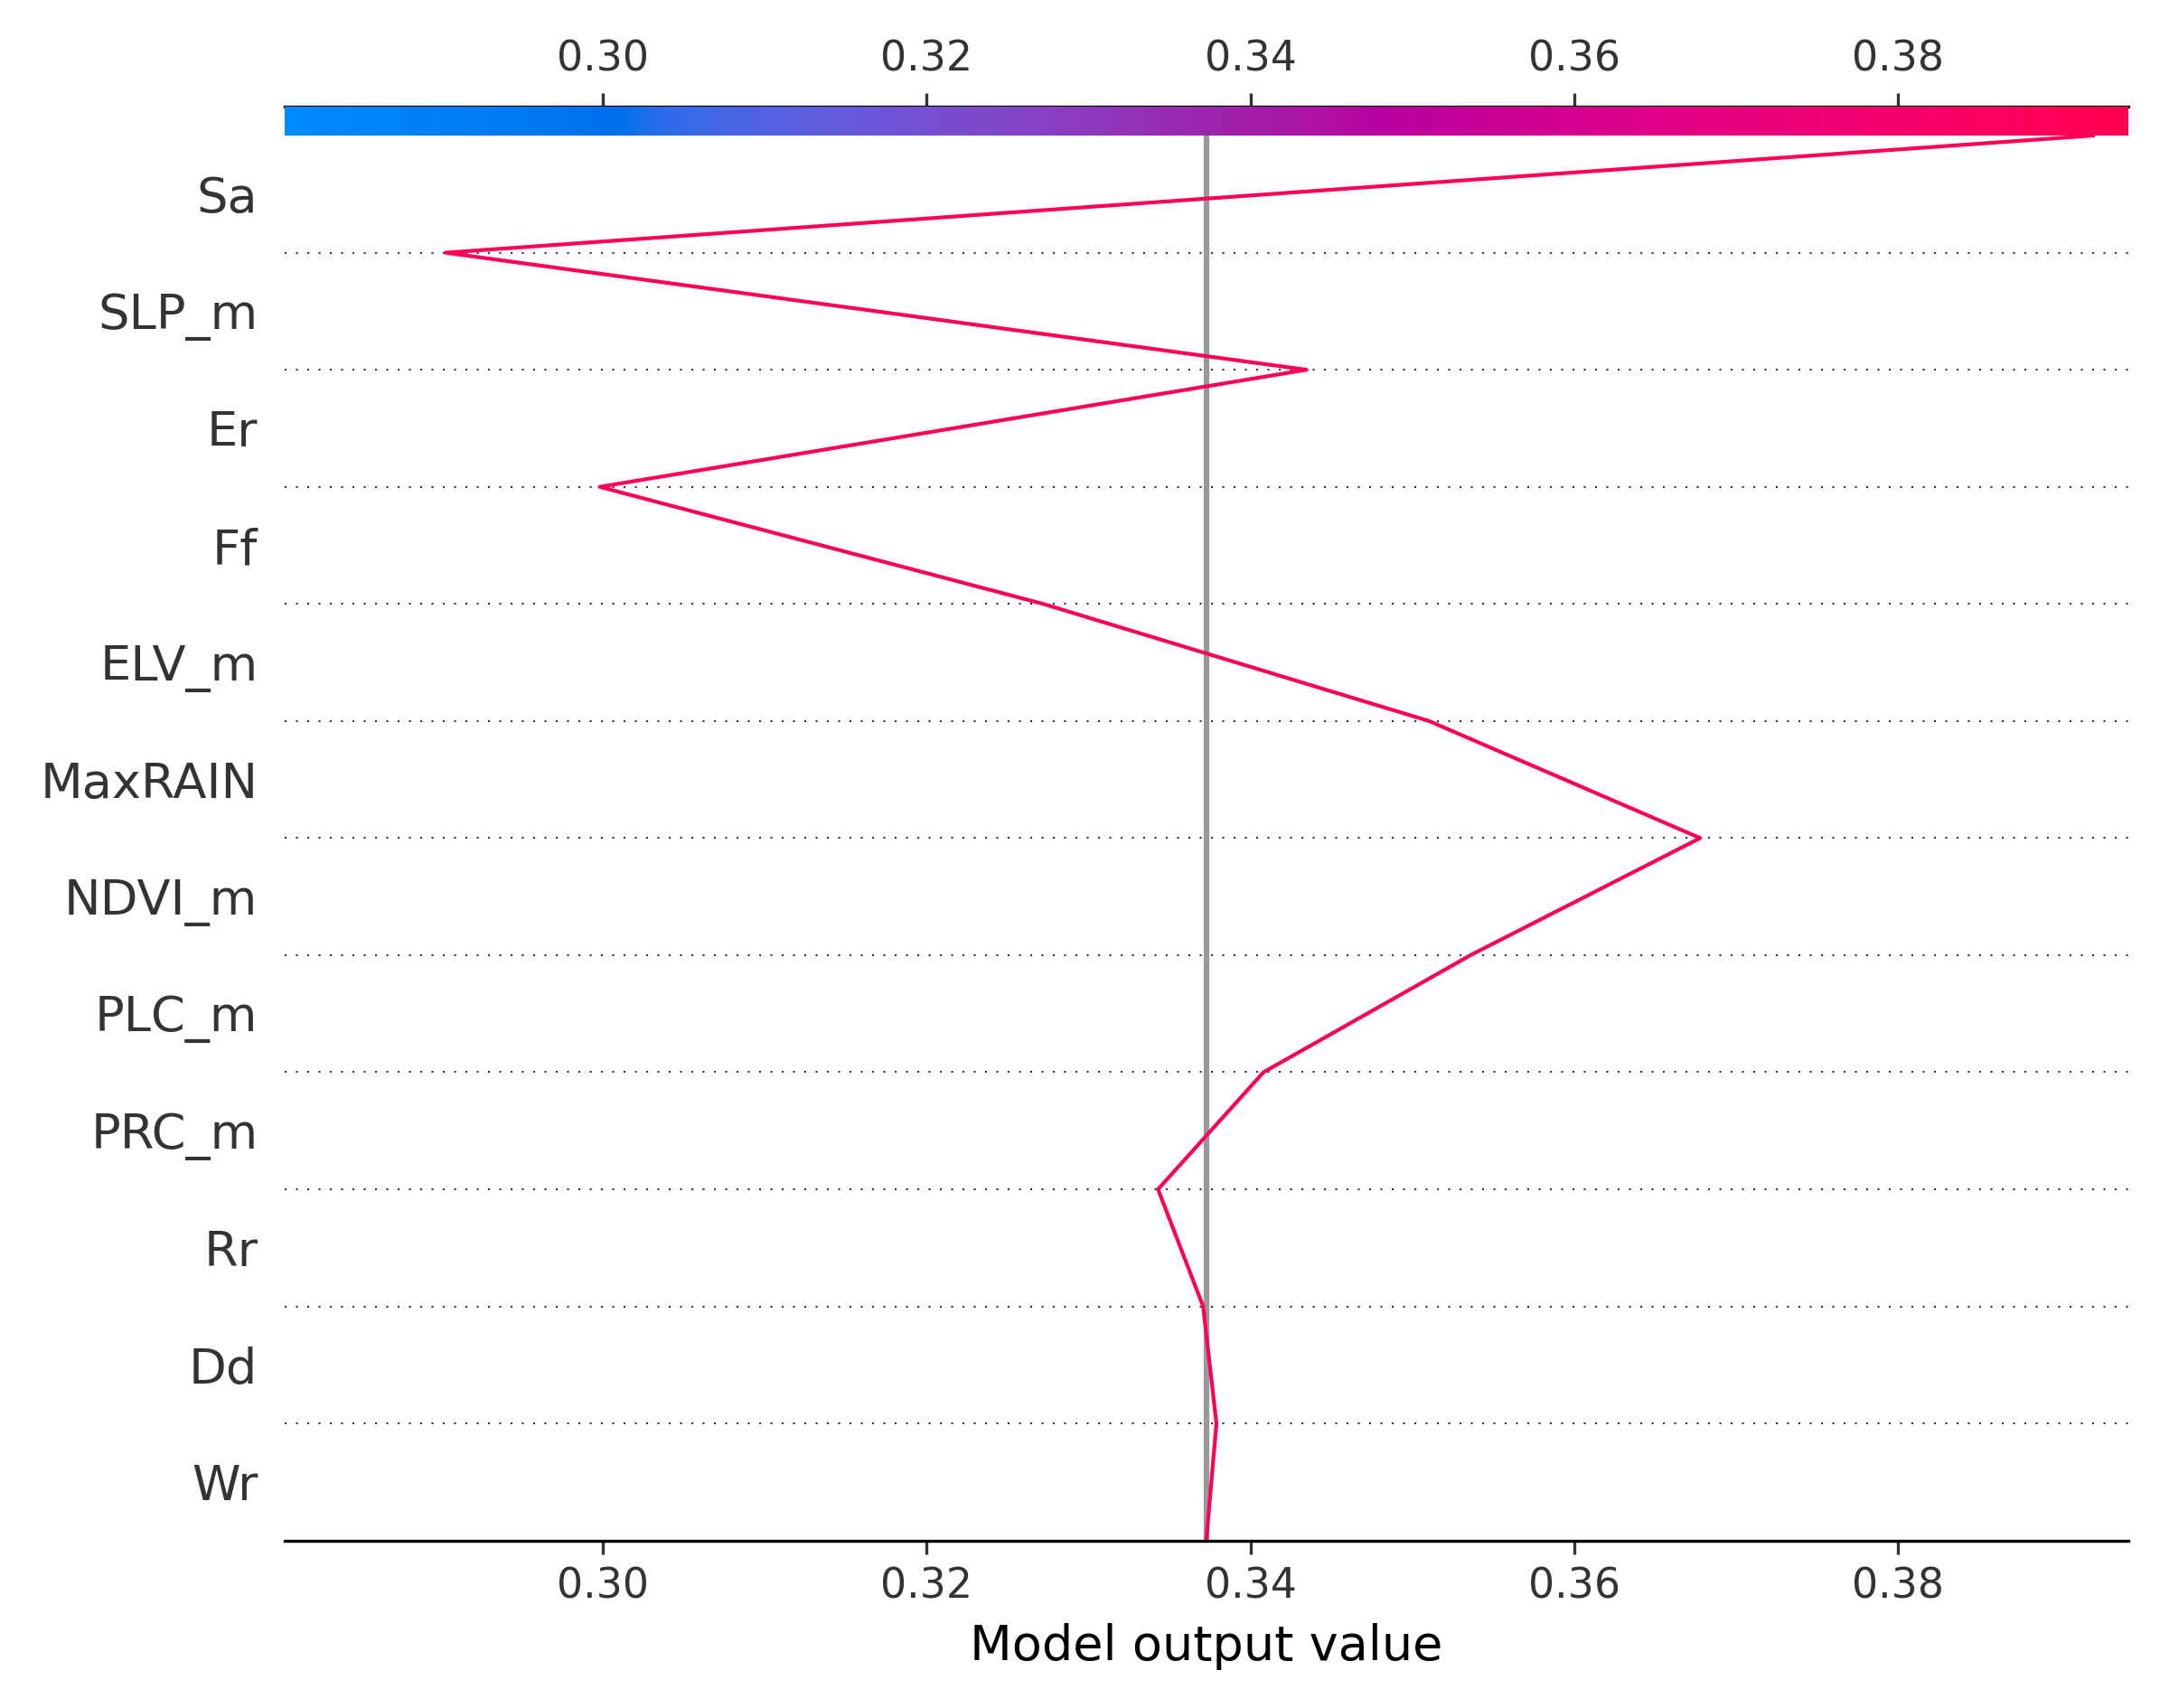 0.30 0.32 0.34 0.36 0.38
Sa
SLP_m
Er
Ff
ELV_m
MaxRAIN
NDVI_m
PLC_m
PRC_m
Rr
Dd
Wr
0.30 0.32 0.34 0.36 0.38
Model output value